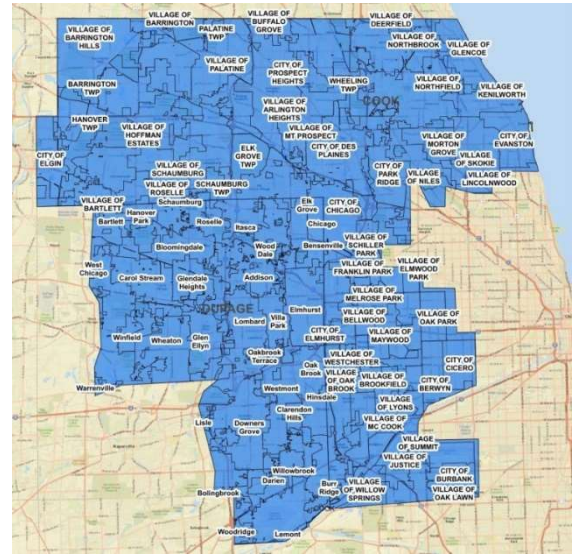 VILLAGE OF
BARRINGTON
PALATINE
TWP
VILLAGE OF
BUFFALO
GROVE
VILLAGE OF
DEERFIELD
VILLAGE OF
BARRINGTON
HILLS
VILLAGE OF
NORTHBROOK
VILLAGE OF
GLENCOE
VILLAGE OF
PALATINE
CITY OF
PROSPECT
HEIGHTS
WHEELING
TWP
VILLAGE OF
NORTHFIELD
BARRINGTON
TWP
VILLAGE OF
KENILWORTH
COOK
VILLAGE OF
ARLINGTON
HEIGHTS
HANOVER
TWP
VILLAGE OF
HOFFMAN
ESTATES
VILLAGE OF
MT PROSPECT
CITY OF
EVANSTON
VILLAGE OF
MORTON
GROVE
CITY OF DES
PLAINES
ELK
GROVE
TWP
VILLAGE OF
SKOKIE
CITY OF
ELGIN
VILLAGE OF
SCHAUMBURG
CITY OF
PARK
RIDGE
VILLAGE OF
NILES
VILLAGE OF
LINCOLNWOOD
VILLAGE OF
ROSELLE
SCHAUMBURG
TWP
VILLAGE OF
BARTLETT
Schaumburg
Elk
Grove
CITY OF
CHICAGO
Hanover
Park
Bartlett
Roselle
Itasca
Chicago
Bloomingdale
Wood
Dale
Bensenville
VILLAGE OF
SCHILLER
PARK
West
Chicago
Carol Stream
Glendale
Heights
Addison
VILLAGE OF
FRANKLIN PARK
VILLAGE OF
ELMWOOD
PARK
VILLAGE OF
MELROSE PARK
DUPAGE
Elmhurst
Lombard
Villa
Park
VILLAGE OF
BELLWOOD
VILLAGE OF
OAK PARK
Winfield
Wheaton
Glen
Ellyn
CITY OF
ELMHURST
VILLAGE OF
MAYWOOD
Oakbrook
Terrace
VILLAGE OF
WESTCHESTER
CITY OF
CICERO
Oak
Brook
VILLAGE
OF OAK
BROOK
VILLAGE OF
BROOKFIELD
CITY OF
BERWYN
Warrenville
Westmont
Hinsdale
VILLAGE
OF LYONS
Clarendon
Hills
VILLAGE OF
MC COOK
Lisle
Downers
Grove
VILLAGE
OF SUMMIT
VILLAGE OF
JUSTICE
Willowbrook
Darien
CITY OF
BURBANK
Bolingbrook
Burr
Ridge
VILLAGE
OF WILLOW
SPRINGS
VILLAGE OF
OAK LAWN
COOK
Woodridge
Lemont